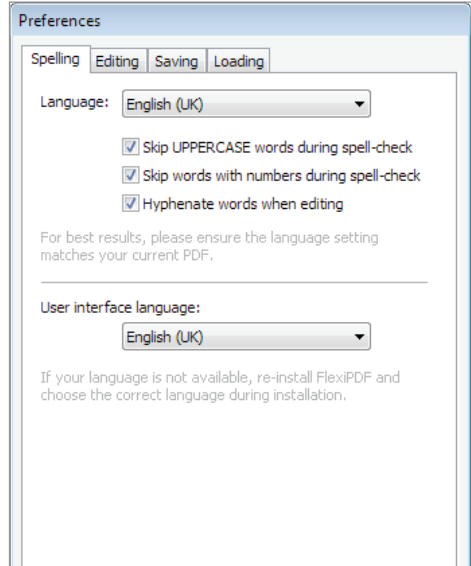 Preferences
Spelling Editing Saving Loading
Language: English (UK)
Skip UPPERCASE words during spell-check
Skip words with numbers during spell-check
Hyphenate words when editing
For best results, please ensure the language setting
matches your current PDF.
User interface language:
English (UK)
If your language is not available, re-install FlexiPDF and
choose the correct language during installation.